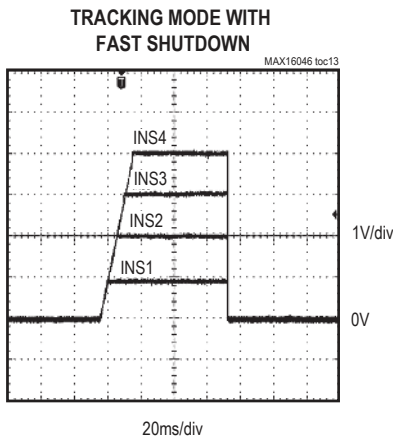 TRACKING MODE WITH
FAST SHUTDOWN
MAX16046 toc13
INS4
INS3
INS2
1V/div
INS1
0V
20ms/div